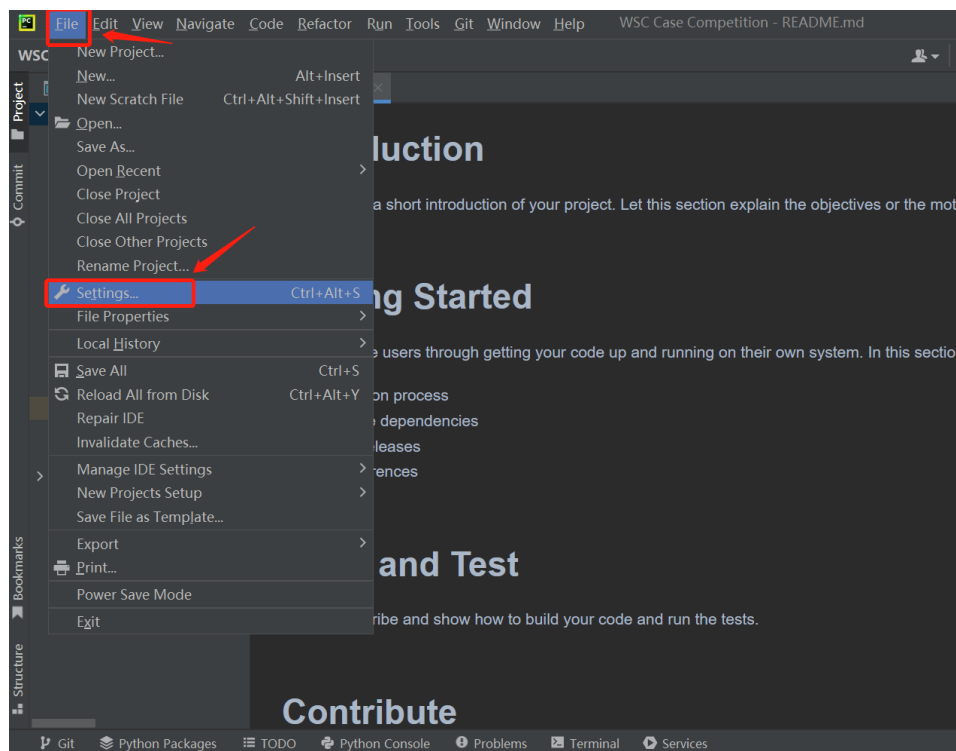 PC File Edit View Navigate Code Refactor Run Tools Git Window Help WSC Case Competition - README.md
WSC
New Project...
New... Alt+Insert
New Scratch File Ctrl+Alt+Shift+Insert
Open...
Save As...
Open Recent
Close Project
Close All Projects
Close Other Projects
Rename Project...
Settings... Ctrl+Alt+S
File Properties
Local History
Save All Ctrl+S
Reload All from Disk Ctrl+Alt+Y
Repair IDE
Invalidate Caches...
Manage IDE Settings
New Projects Setup
Save File as Template...
Export
Print...
Power Save Mode
Exit
Project
Commit
Bookmarks
Structure
luction
a short introduction of your project. Let this section explain the objectives or the mot
ng Started
e users through getting your code up and running on their own system. In this sectio
on process
dependencies
leases
rences
and Test
ribe and show how to build your code and run the tests.
Contribute
Git Python Packages TODO Python Console Problems Terminal Services